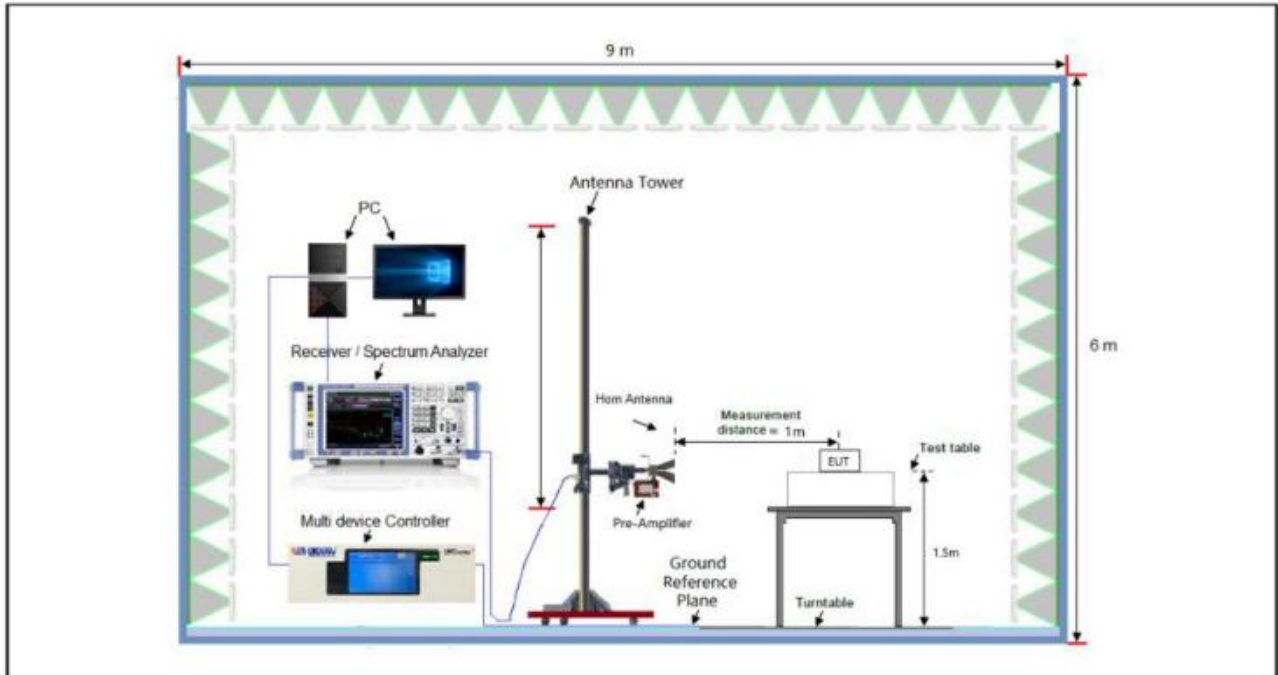 9 m
Antenna Tower
PC
6 m
Receiver / Spectrum Analyzer
Horn Antenna
Measurement
distance = 1m
Test table
EUT
Pre-Amplifier
Multi device Controller
1.5m
Ground
Reference
Plane
Turntable